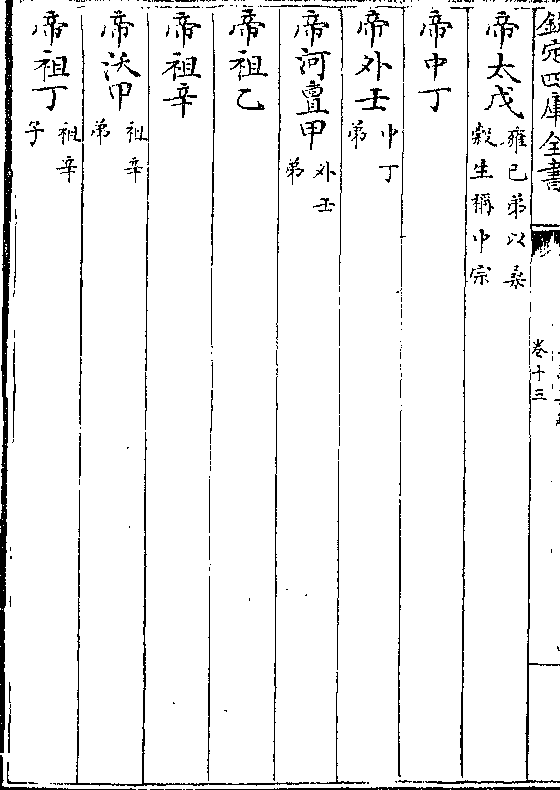 欽定四庫全書
卷十三
帝太戊雍已弟以桑穀生稱中宗
帝中丁
帝外壬中丁弟
帝河亶甲外壬弟
帝祖乙
帝祖辛
帝沃甲祖辛弟
帝祖丁祖辛子